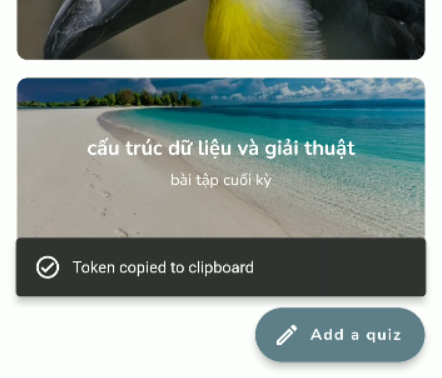 cấu trúc dữ liệu và giải thuật
bài tập cuối kỳ
Token copied to clipboard
Add a quiz